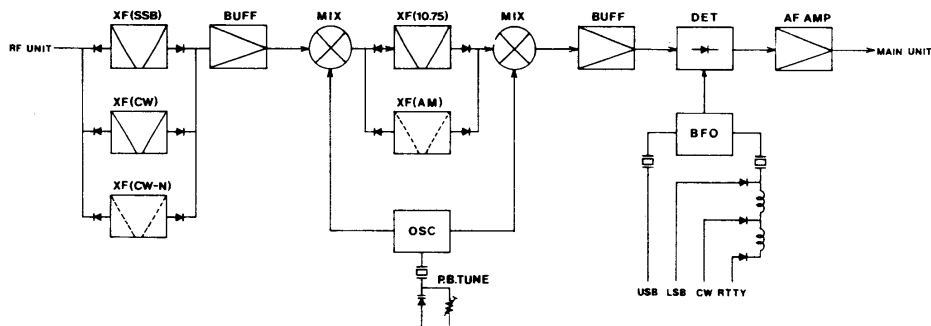 XF(SSB) BUFF MIX XF(10.75) MIX BUFF DET AF AMP
RF UNIT
MAIN UNIT
XF(CW) XF(AM) BFO
XF(CW-N)
OSC
P.B.TUNE
USB LSB CW RTTY